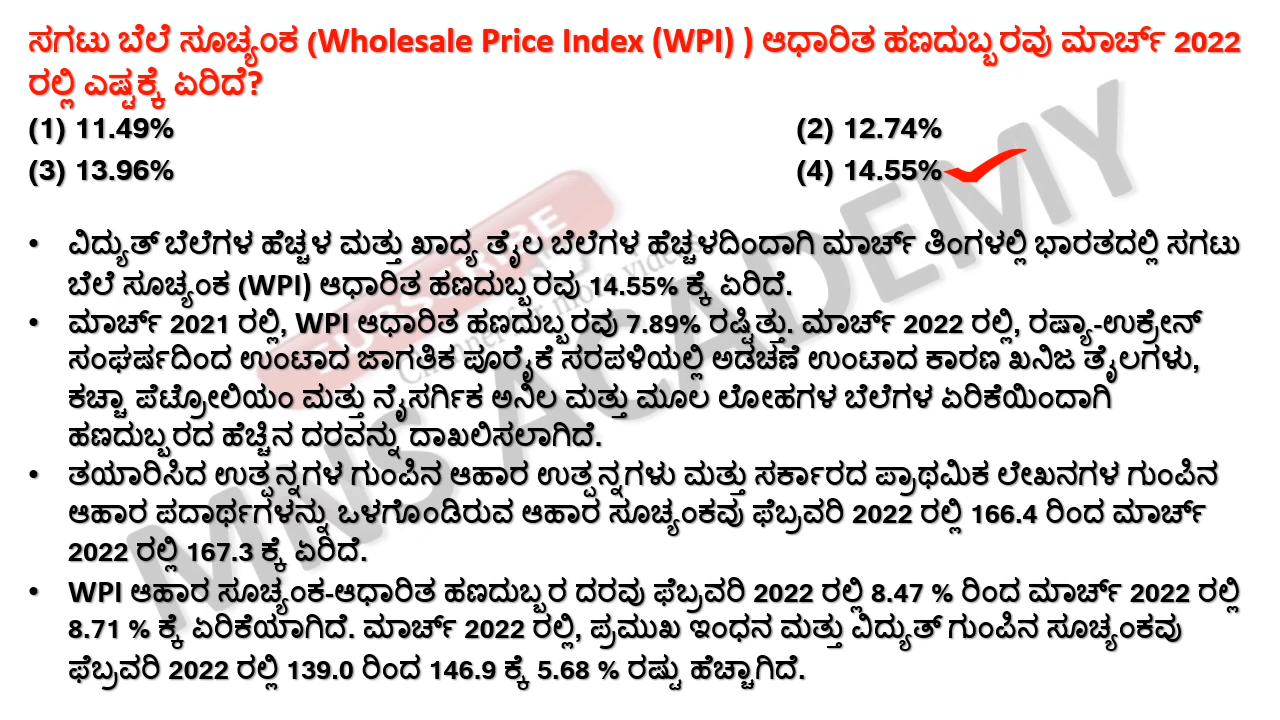 ಸಗಟು ಬೆಲೆ ಸೂಚ್ಯಂಕ (Wholesale Price Index (WPI) ) ಆಧಾರಿತ ಹಣದುಬ್ಬರವು ಮಾರ್ಚ್ 2022
ರಲ್ಲಿ ಎಷ್ಟಕ್ಕೆ ಏರಿದೆ?
(1) 11.49% (2) 12.74%
(3) 13.96% (4) 14.55%
• ವಿದ್ಯುತ್ ಬೆಲೆಗಳ ಹೆಚ್ಚಳ ಮತ್ತು ಖಾದ್ಯ ತೈಲ ಬೆಲೆಗಳ ಹೆಚ್ಚಳದಿಂದಾಗಿ ಮಾರ್ಚ್ ತಿಂಗಳಲ್ಲಿ ಭಾರತದಲ್ಲಿ ಸಗಟು
ಬೆಲೆ ಸೂಚ್ಯಂಕ (WPI) ಆಧಾರಿತ ಹಣದುಬ್ಬರವು 14.55% ಕ್ಕೆ ಏರಿದೆ.
• ಮಾರ್ಚ್ 2021 ರಲ್ಲಿ, WPI ಆಧಾರಿತ ಹಣದುಬ್ಬರವು 7.89% ರಷ್ಟಿತ್ತು. ಮಾರ್ಚ್ 2022 ರಲ್ಲಿ, ರಷ್ಯಾ-ಉಕ್ರೇನ್
ಸಂಘರ್ಷದಿಂದ ಉಂಟಾದ ಜಾಗತಿಕ ಪೂರೈಕೆ ಸರಪಳಿಯಲ್ಲಿ ಅಡಚಣೆ ಉಂಟಾದ ಕಾರಣ ಖನಿಜ ತೈಲಗಳು,
ಕಚ್ಚಾ ಪೆಟ್ರೋಲಿಯಂ ಮತ್ತು ನೈಸರ್ಗಿಕ ಅನಿಲ ಮತ್ತು ಮೂಲ ಲೋಹಗಳ ಬೆಲೆಗಳ ಏರಿಕೆಯಿಂದಾಗಿ
ಹಣದುಬ್ಬರದ ಹೆಚ್ಚಿನ ದರವನ್ನು ದಾಖಲಿಸಲಾಗಿದೆ.
• ತಯಾರಿಸಿದ ಉತ್ಪನ್ನಗಳ ಗುಂಪಿನ ಆಹಾರ ಉತ್ಪನ್ನಗಳು ಮತ್ತು ಸರ್ಕಾರದ ಪ್ರಾಥಮಿಕ ಲೇಖನಗಳ ಗುಂಪಿನ
ಆಹಾರ ಪದಾರ್ಥಗಳನ್ನು ಒಳಗೊಂಡಿರುವ ಆಹಾರ ಸೂಚ್ಯಂಕವು ಫೆಬ್ರವರಿ 2022 ರಲ್ಲಿ 166.4 ರಿಂದ ಮಾರ್ಚ್
2022 ರಲ್ಲಿ 167.3 ಕ್ಕೆ ಏರಿದೆ.
• WPI ಆಹಾರ ಸೂಚ್ಯಂಕ-ಆಧಾರಿತ ಹಣದುಬ್ಬರ ದರವು ಫೆಬ್ರವರಿ 2022 ರಲ್ಲಿ 8.47 % ರಿಂದ ಮಾರ್ಚ್ 2022 ರಲ್ಲಿ
8.71 % ಕ್ಕೆ ಏರಿಕೆಯಾಗಿದೆ. ಮಾರ್ಚ್ 2022 ರಲ್ಲಿ, ಪ್ರಮುಖ ಇಂಧನ ಮತ್ತು ವಿದ್ಯುತ್ ಗುಂಪಿನ ಸೂಚ್ಯಂಕವು
ಫೆಬ್ರವರಿ 2022 ರಲ್ಲಿ 139.0 ರಿಂದ 146.9 ಕ್ಕೆ 5.68 % ರಷ್ಟು ಹೆಚ್ಚಾಗಿದೆ.
MNS ACADEMY
SUBSCRIBE